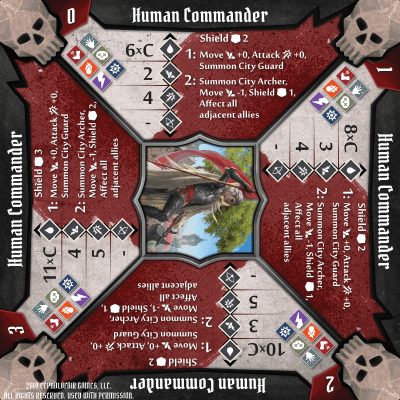 0
Human Commander
6xC
2
4
-
Shield 2
1: Move +0, Attack +0,
Summon City Guard
2: Summon City Archer,
Move -1, Shield 1,
Affect all
adjacent allies
1
Human Commander
8xC
3
4
-
Shield 2
1: Move +0, Attack +0,
Summon City Guard
2: Summon City Archer,
Move -1, Shield 1,
Affect all
adjacent allies
2
Human Commander
10xC
3
5
-
Shield 2
1: Move +0, Attack +0,
Summon City Guard
2: Summon City Archer,
Move -1, Shield 1,
Affect all
adjacent allies
3
Human Commander
11xC
4
5
-
Shield 3
1: Move +0, Attack +0,
Summon City Guard
2: Summon City Archer,
Move -1, Shield 2,
Affect all
adjacent allies
2019 CEPHALOFAIR GAMES, LLC.
ALL RIGHTS RESERVED. USED WITH PERMISSION.